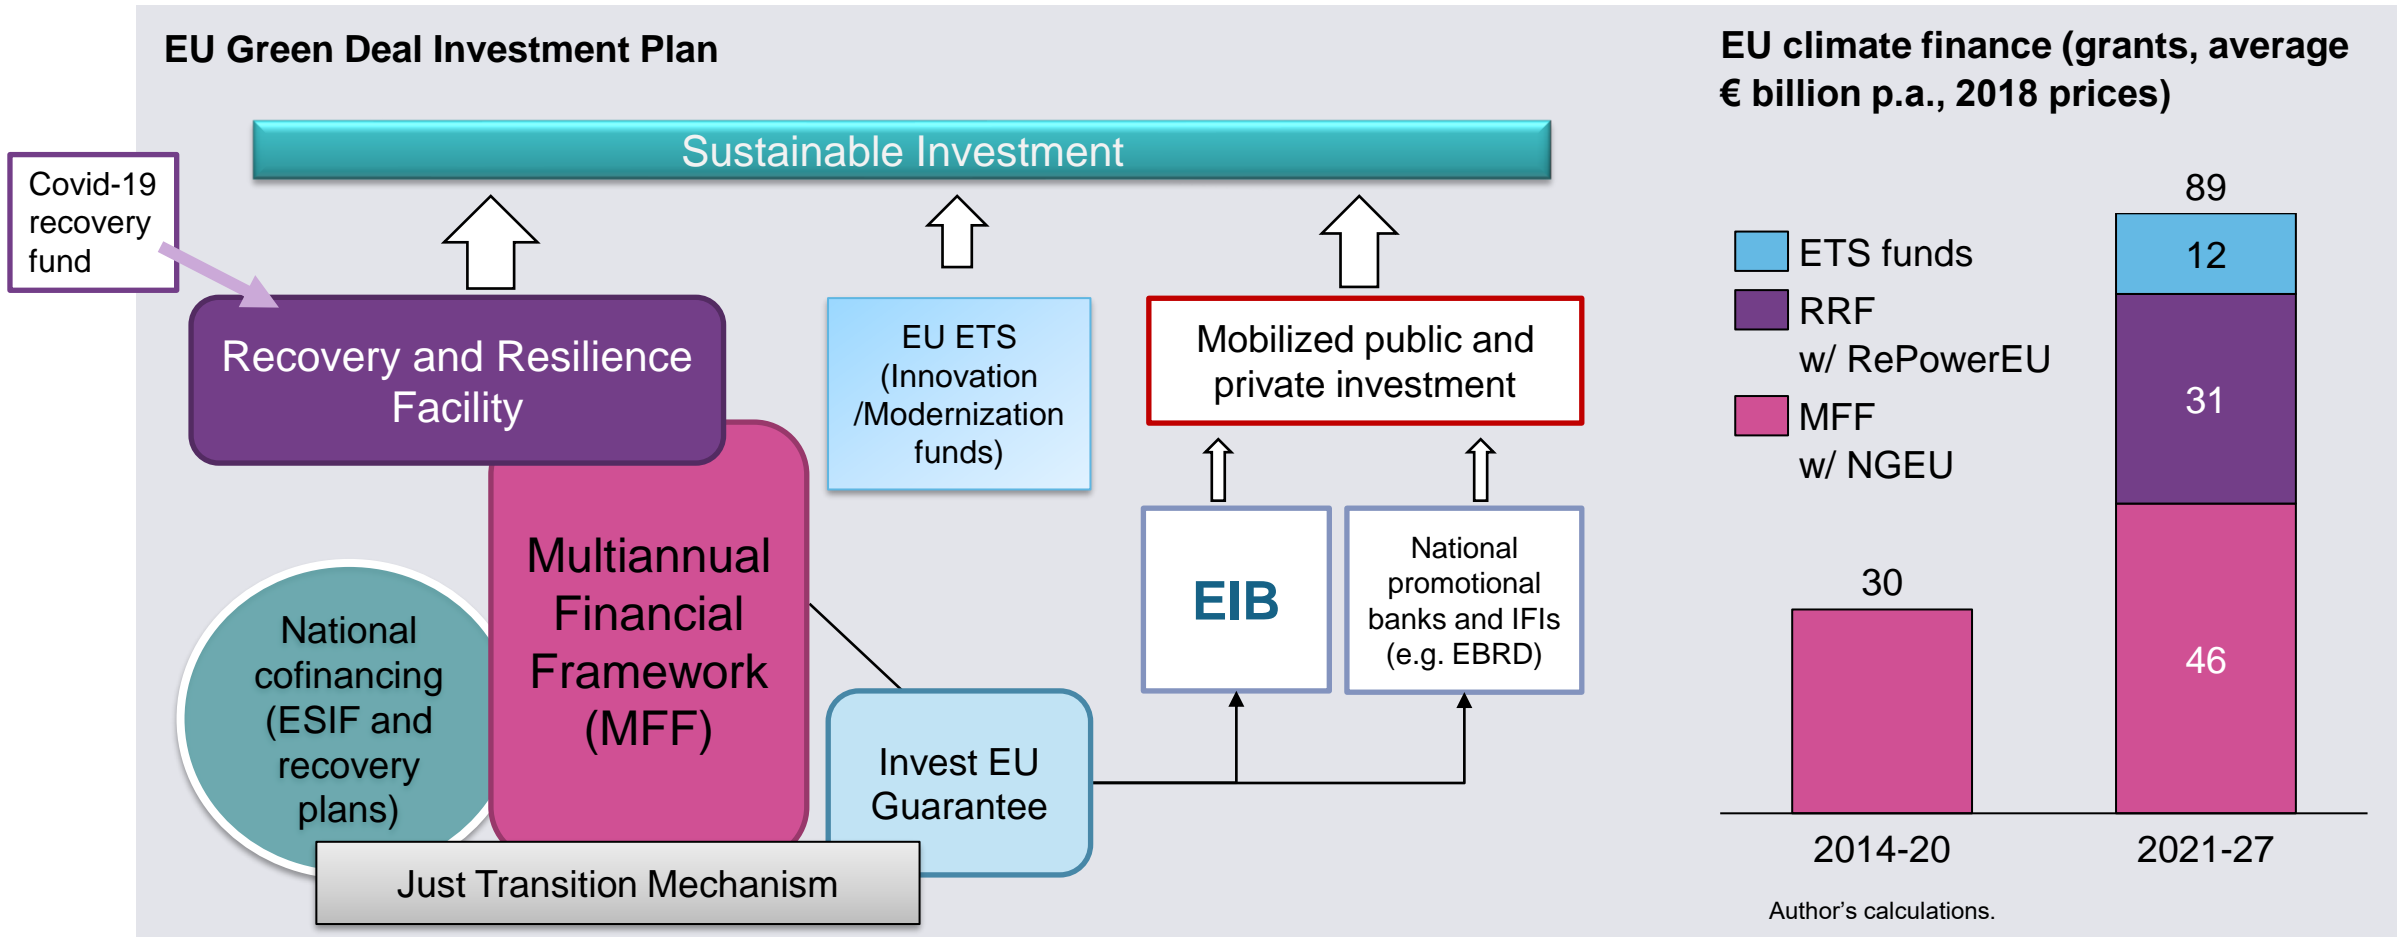 EU Green Deal Investment Plan
Sustainable Investment
Covid-19
recovery
fund
Recovery and Resilience
Facility
EU ETS
(Innovation
/Modernization
funds)
Mobilized public and
private investment
Multiannual
Financial
Framework
(MFF)
National
cofinancing
(ESIF and
recovery
plans)
EIB
National
promotional
banks and IFIs
(e.g. EBRD)
Invest EU
Guarantee
Just Transition Mechanism
EU climate finance (grants, average
€ billion p.a., 2018 prices)
ETS funds
RRF
w/ RePowerEU
MFF
w/ NGEU
89
12
31
46
30
2014-20
2021-27
Author's calculations.